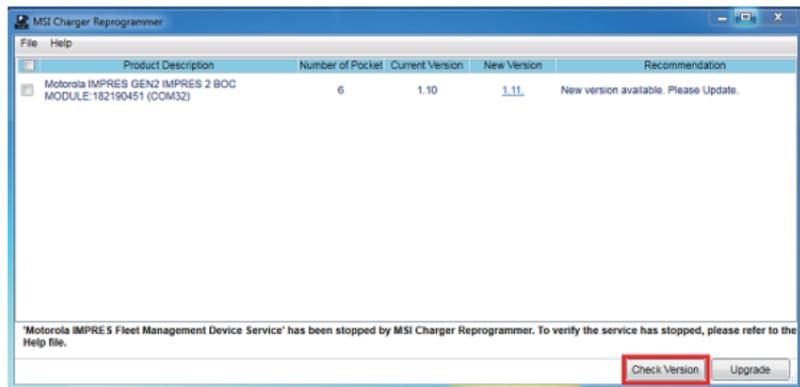 MSI Charger Reprogrammer
File Help
Product Description Number of Pocket Current Version New Version Recommendation
Motorola IMPRES GEN2 IMPRES 2 BOC
MODULE:182190451 (COM32) 6 1.10 1.11. New version available. Please Update.
'Motorola IMPRES Fleet Management Device Service' has been stopped by MSI Charger Reprogrammer. To verify the service has stopped, please refer to the
Help file.
Check Version Upgrade